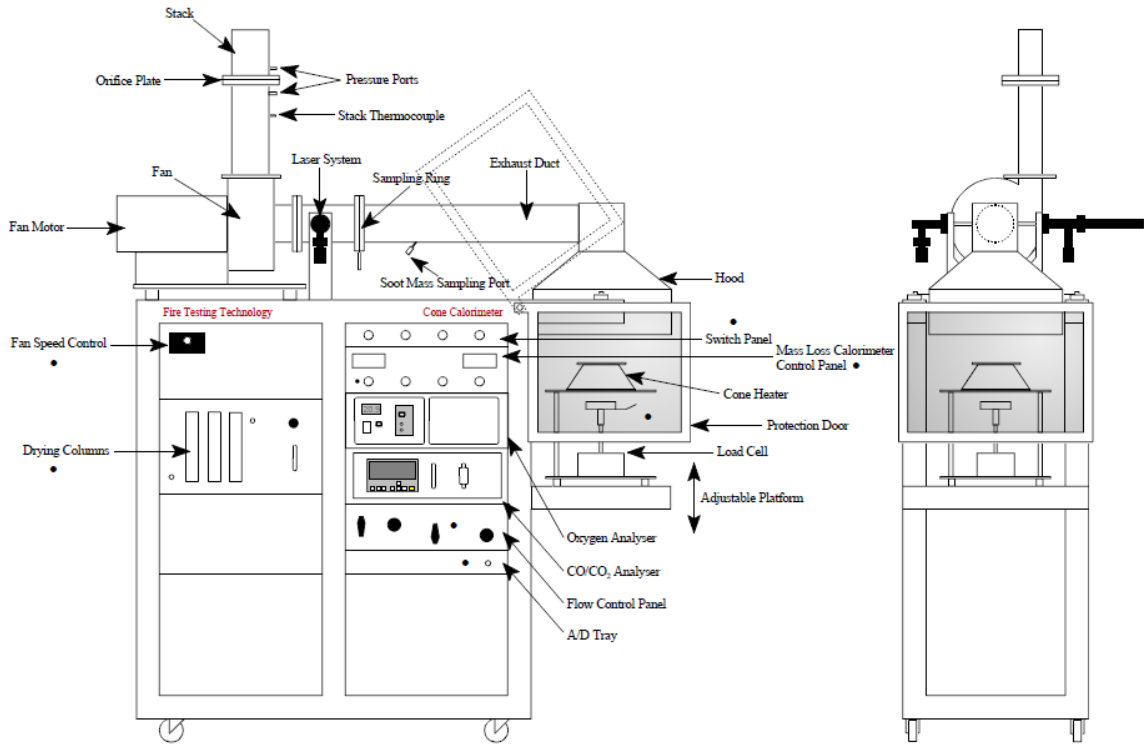 Stack
Orifice Plate
Pressure Ports
Stack Thermocouple
Laser System
Fan
Sampling Ring
Exhaust Duct
Fan Motor
Soot Mass Sampling Port
Hood
Fire Testing Technology
Cone Calorimeter
Fan Speed Control
Switch Panel
Mass Loss Calorimeter
Control Panel
Cone Heater
Protection Door
Drying Columns
Load Cell
Adjustable Platform
Oxygen Analyser
CO/CO₂ Analyser
Flow Control Panel
A/D Tray